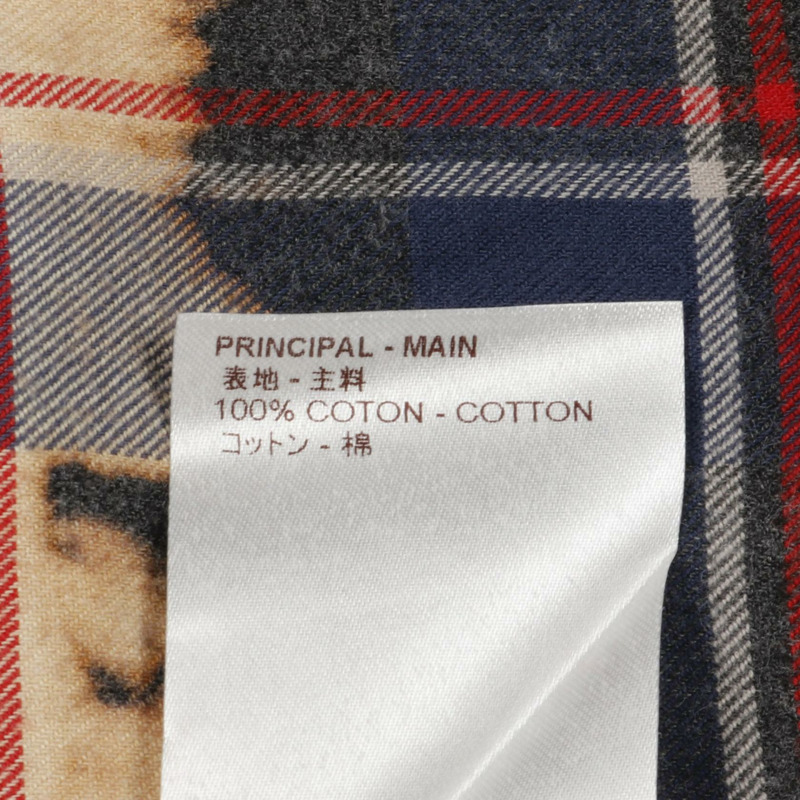 PRINCIPAL - MAIN
表地 - 主料
100% COTON - COTTON
コットン - 棉